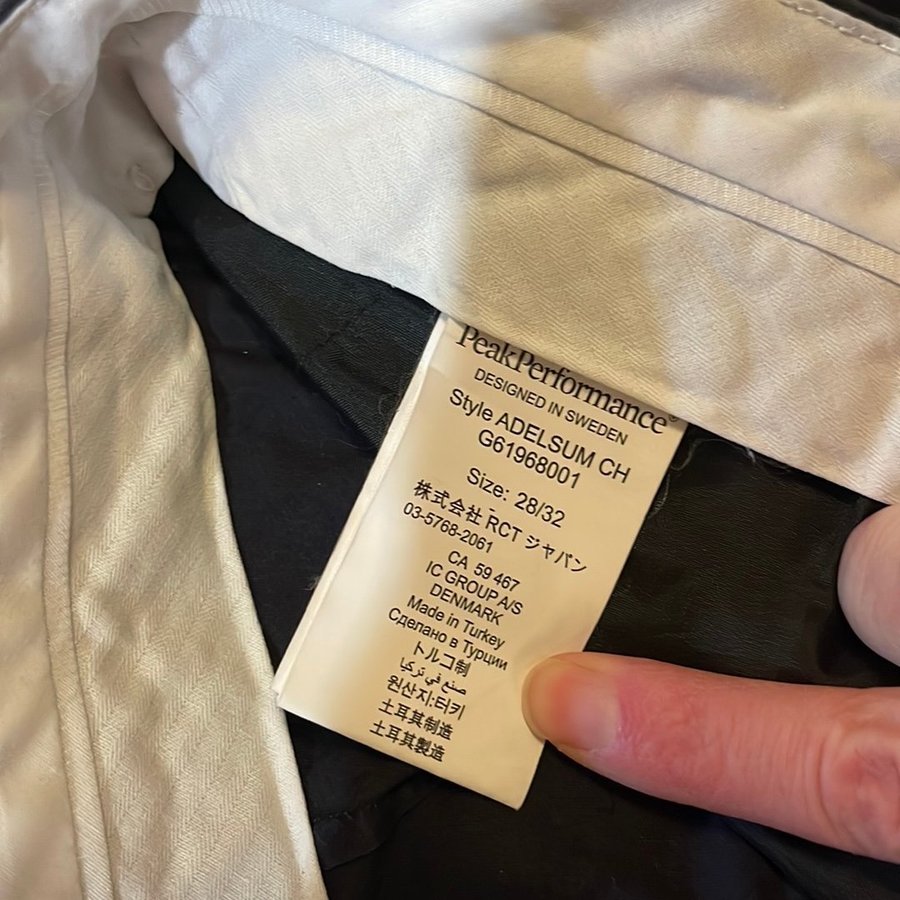 PeakPerformance®
DESIGNED IN SWEDEN
Style ADELSUM CH
G61968001
Size: 28/32
株式会社 RCT ジャパン
03-5768-2061
CA 59 467
IC GROUP A/S
DENMARK
Made in Turkey
Сделано в Турции
トルコ制
صنع في تركيا
원산지:터키
土耳其制造
土耳其製造